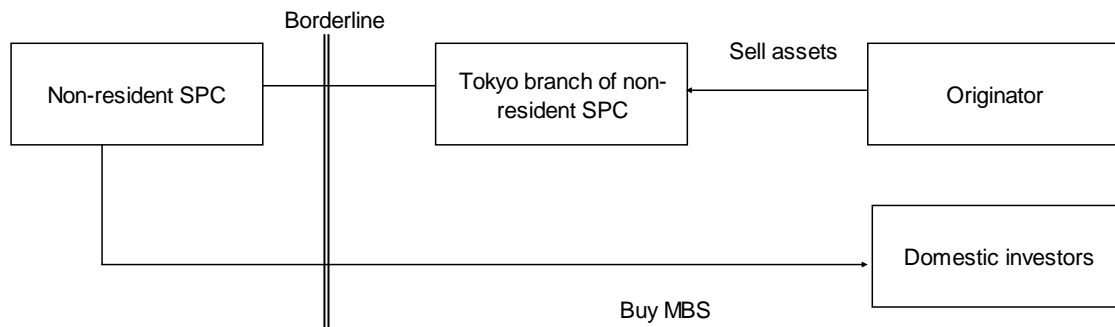 Borderline
Sell assets
Non-resident SPC
Tokyo branch of non-
resident SPC
Originator
Domestic investors
Buy MBS